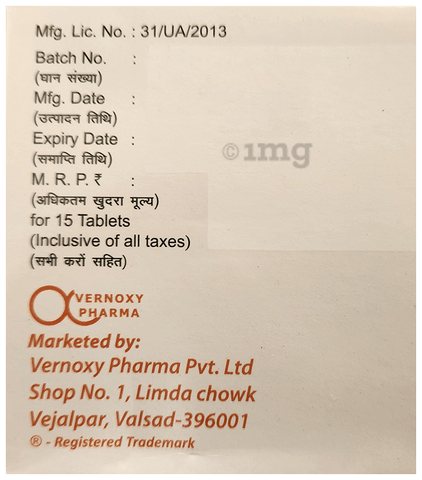 Mfg. Lic. No. : 31/UA/2013
Batch No. :
(घान संख्या)
Mfg. Date :
(उत्पादन तिथि)
Expiry Date :
(समाप्ति तिथि)
M. R. P. ₹ :
(अधिकतम खुदरा मूल्य)
for 15 Tablets
(Inclusive of all taxes)
(सभी करों सहित)
©1mg
VERNOXY
PHARMA
Marketed by:
Vernoxy Pharma Pvt. Ltd
Shop No. 1, Limda chowk
Vejalpar, Valsad-396001
® - Registered Trademark